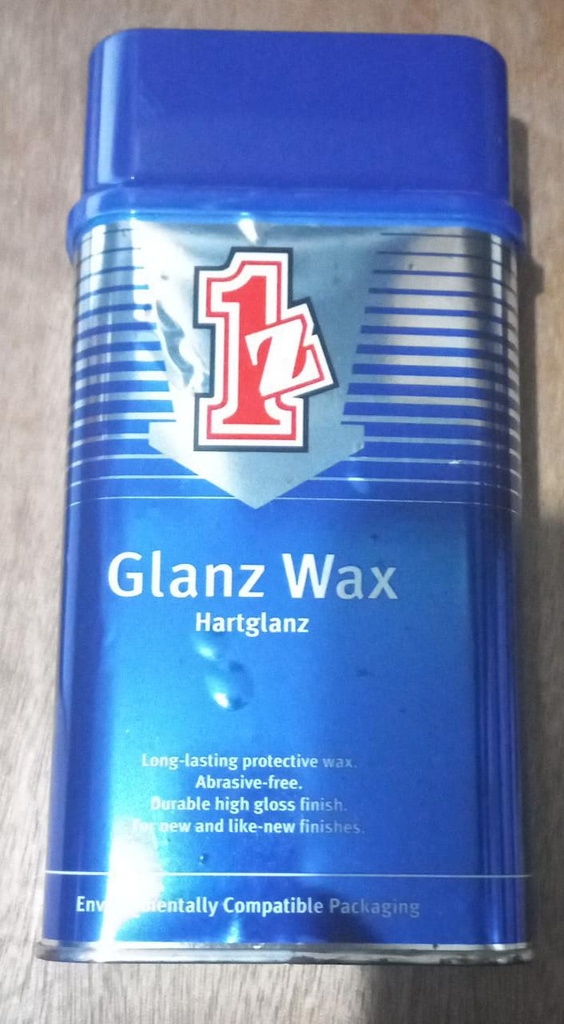 1z
Glanz Wax
Hartglanz
Long-lasting protective wax.
Abrasive-free.
Durable high gloss finish.
For new and like-new finishes.
Environmentally Compatible Packaging